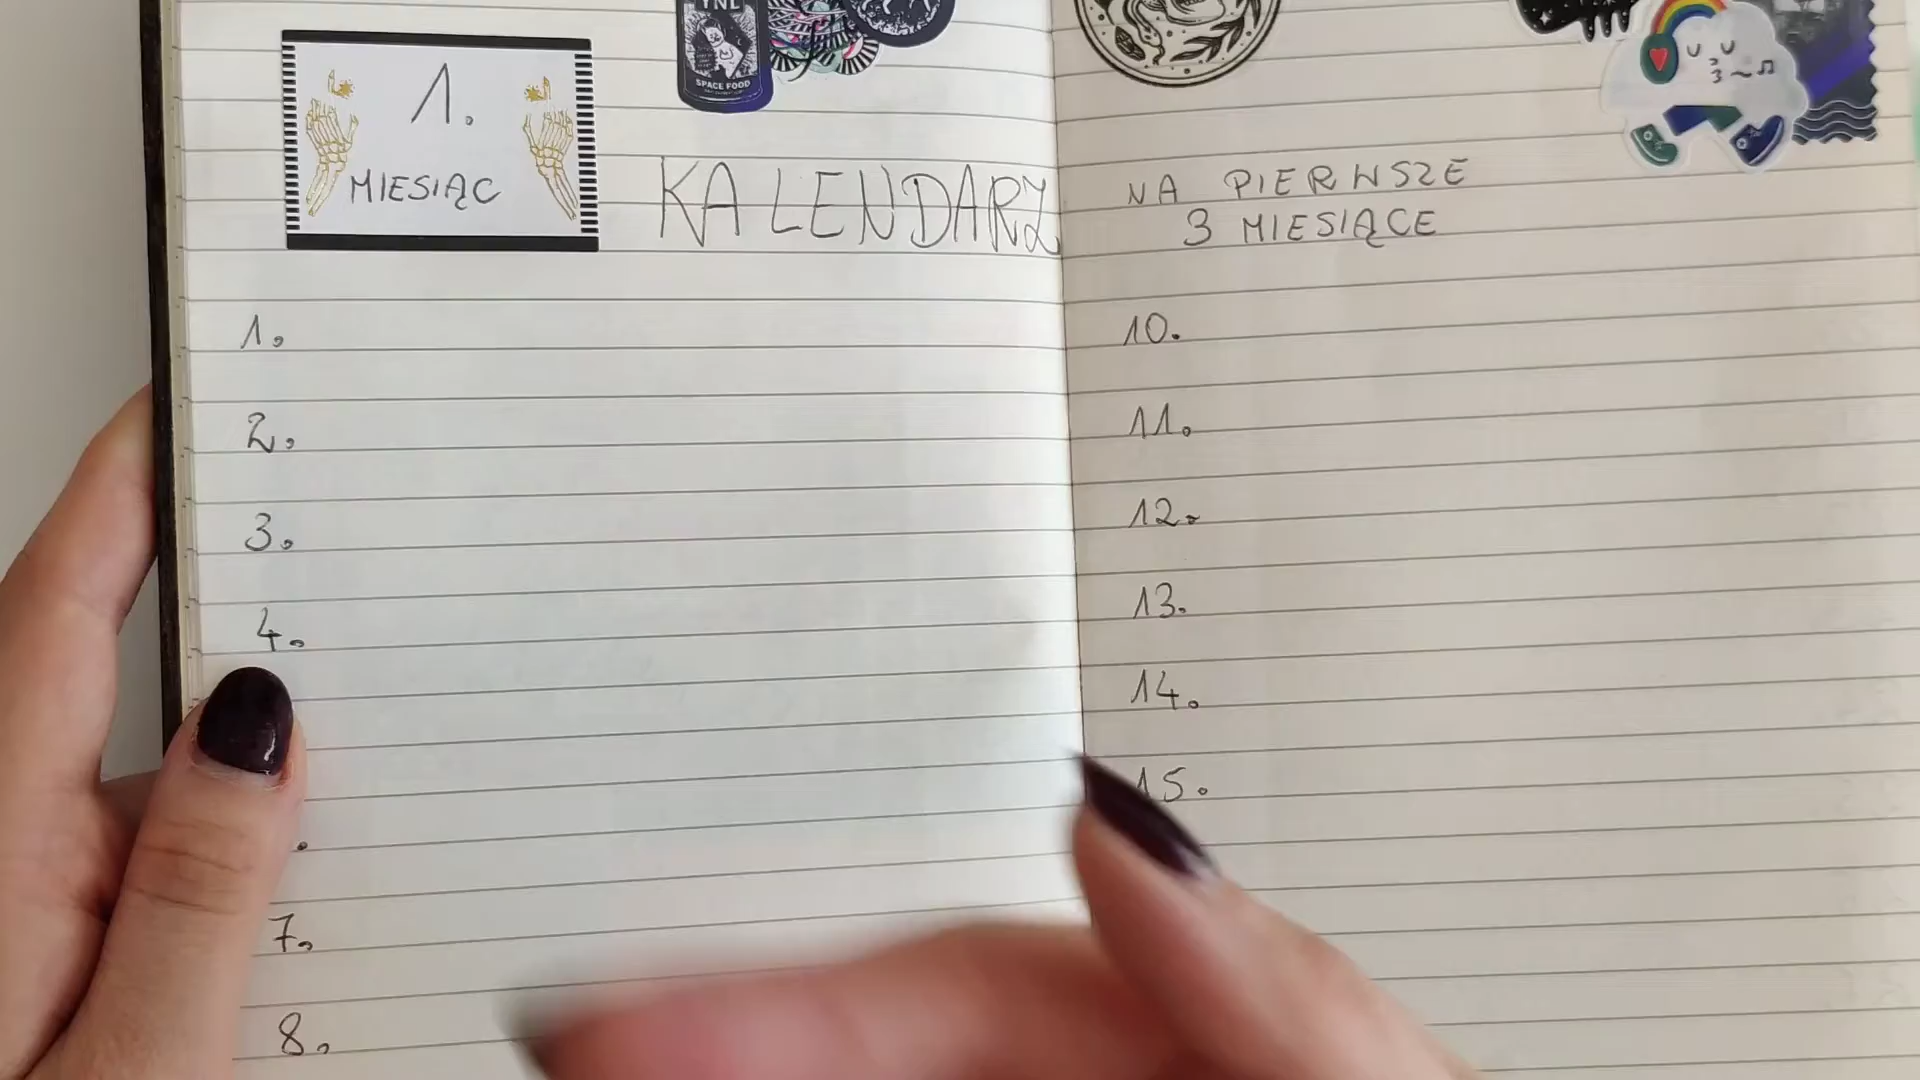 YNL
SPACE FOOD
1.
MIESIĄC
KALENDARZ
1.
2.
3.
4.
7.
8.
NA PIERWSZE
3 MIESIĄCE
10.
11.
12.
13.
14.
15.